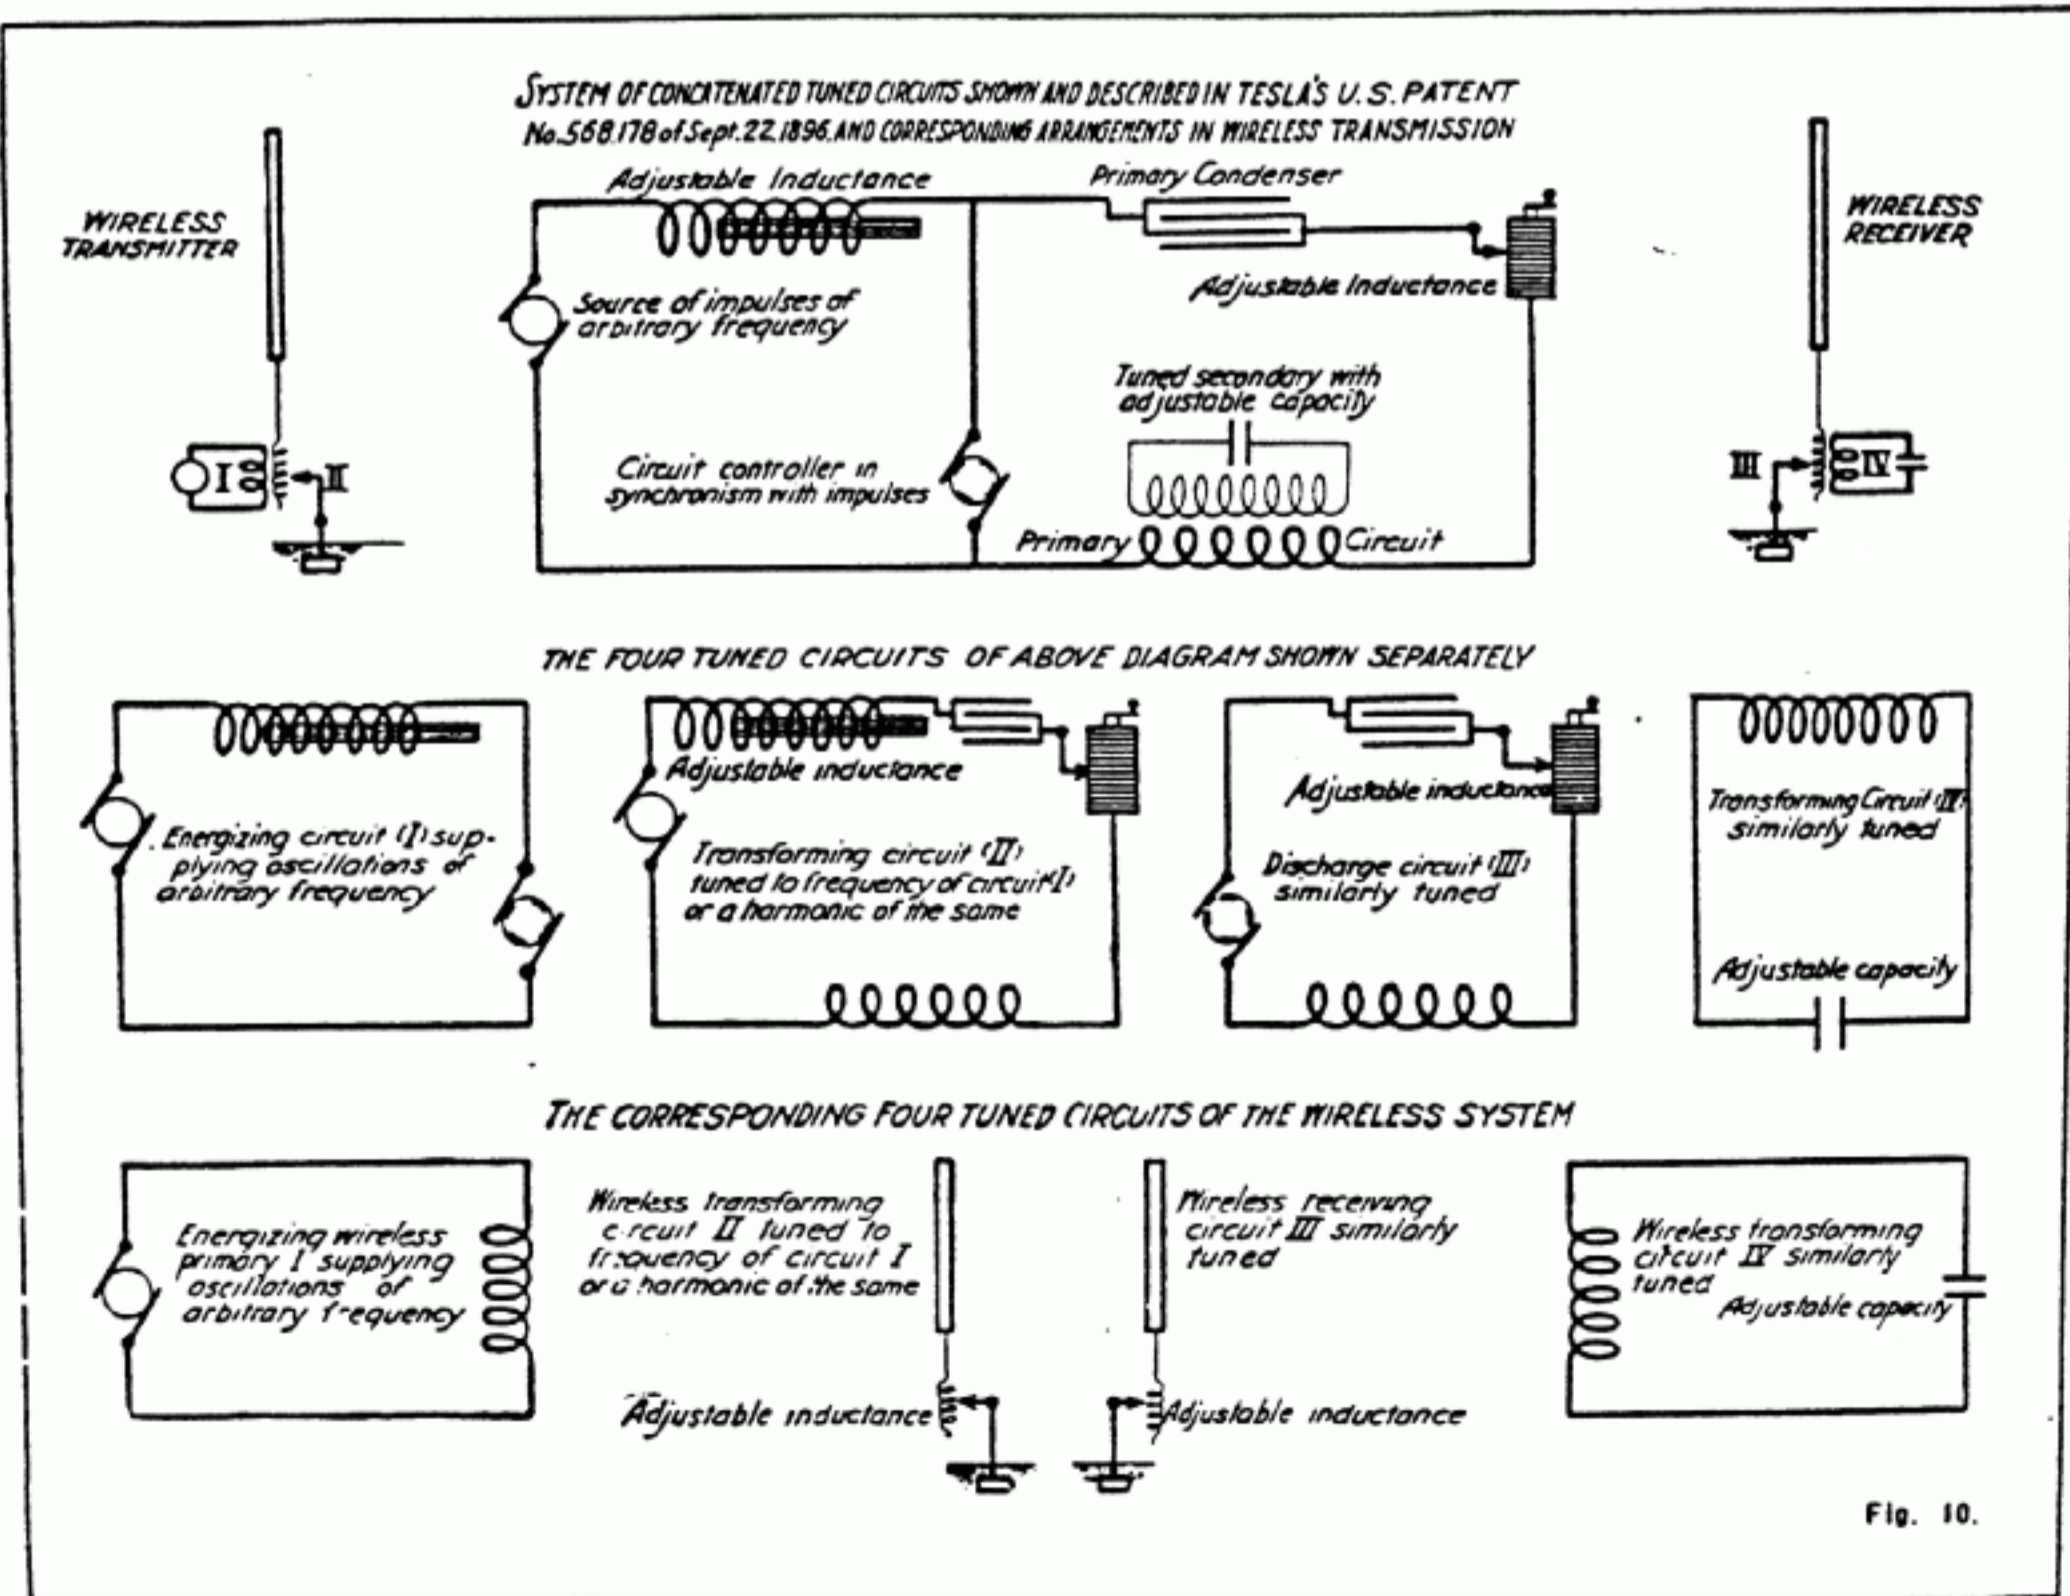 SYSTEM OF CONCATENATED TUNED CIRCUITS SHOWN AND DESCRIBED IN TESLA'S U.S. PATENT
No. 568.178 of Sept. 22. 1896. AND CORRESPONDING ARRANGEMENTS IN WIRELESS TRANSMISSION
WIRELESS
TRANSMITTER
I
II
Adjustable Inductance
Primary Condenser
Source of impulses of
arbitrary frequency
Adjustable Inductance
Tuned secondary with
adjustable capacity
Circuit controller in
synchronism with impulses
Primary
Circuit
WIRELESS
RECEIVER
III
IV
THE FOUR TUNED CIRCUITS OF ABOVE DIAGRAM SHOWN SEPARATELY
Energizing circuit (I) sup-
plying oscillations of
arbitrary frequency
Adjustable inductance
Transforming circuit (II)
tuned to frequency of circuit (I)
or a harmonic of the same
Adjustable inductance
Discharge circuit (III)
similarly tuned
Transforming Circuit (IV)
similarly tuned
Adjustable capacity
THE CORRESPONDING FOUR TUNED CIRCUITS OF THE WIRELESS SYSTEM
Energizing wireless
primary I supplying
oscillations of
arbitrary frequency
Wireless transforming
circuit II tuned to
frequency of circuit I
or a harmonic of the same
Adjustable inductance
Wireless receiving
circuit III similarly
tuned
Adjustable inductance
Wireless transforming
circuit IV similarly
tuned
Adjustable capacity
Fig. 10.